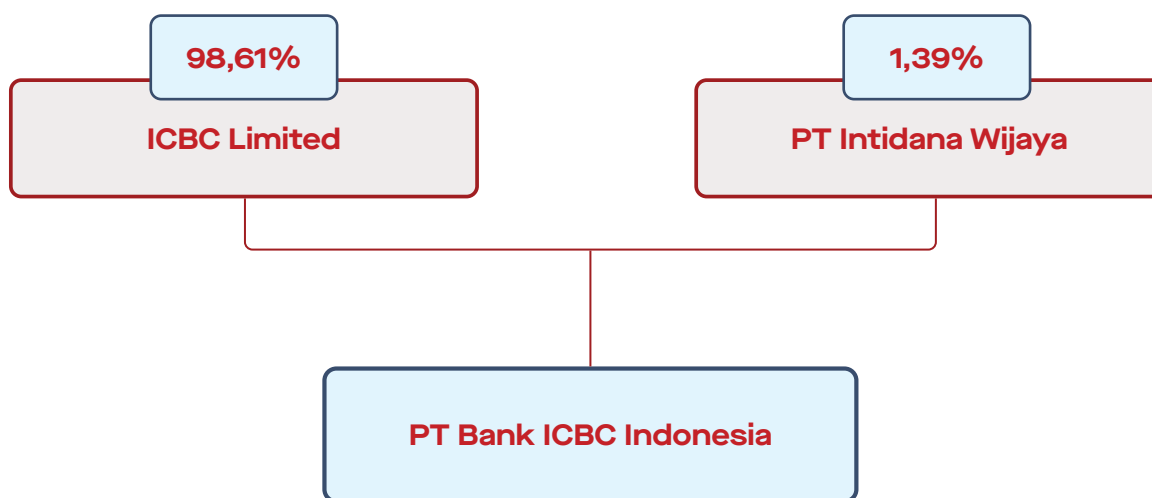 98,61%
ICBC Limited
1,39%
PT Intidana Wijaya
PT Bank ICBC Indonesia